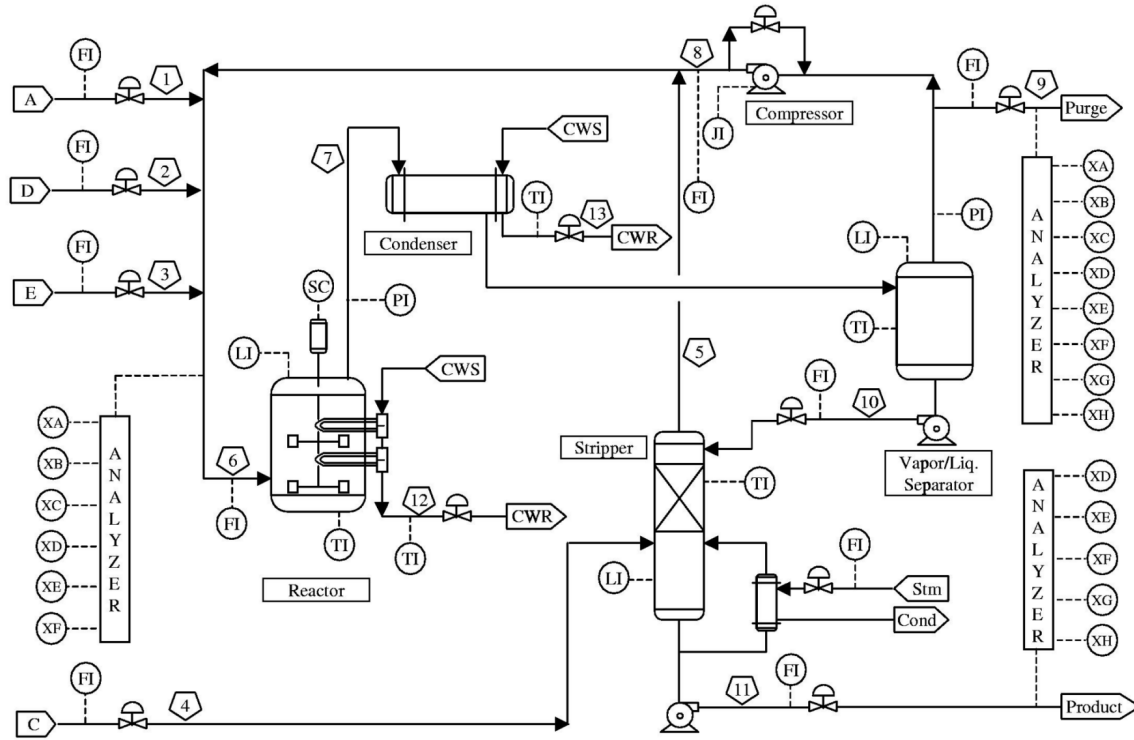 FI
8
FI
9
A
1
Compressor
Purge
JI
FI
7
CWS
XA
D
2
TI
FI
13
XB
PI
Condenser
CWR
LI
XC
FI
ANALYZER
XD
E
3
SC
PI
TI
XE
LI
5
XF
CWS
FI
XG
10
XH
XA
Stripper
Vapor/Liq.
Separator
XB
6
TI
XD
ANALYZER
XC
FI
12
CWR
XE
XD
TI
TI
FI
ANALYZER
XF
XE
Reactor
LI
Stm
XG
XF
Cond
XH
FI
4
11
FI
C
Product